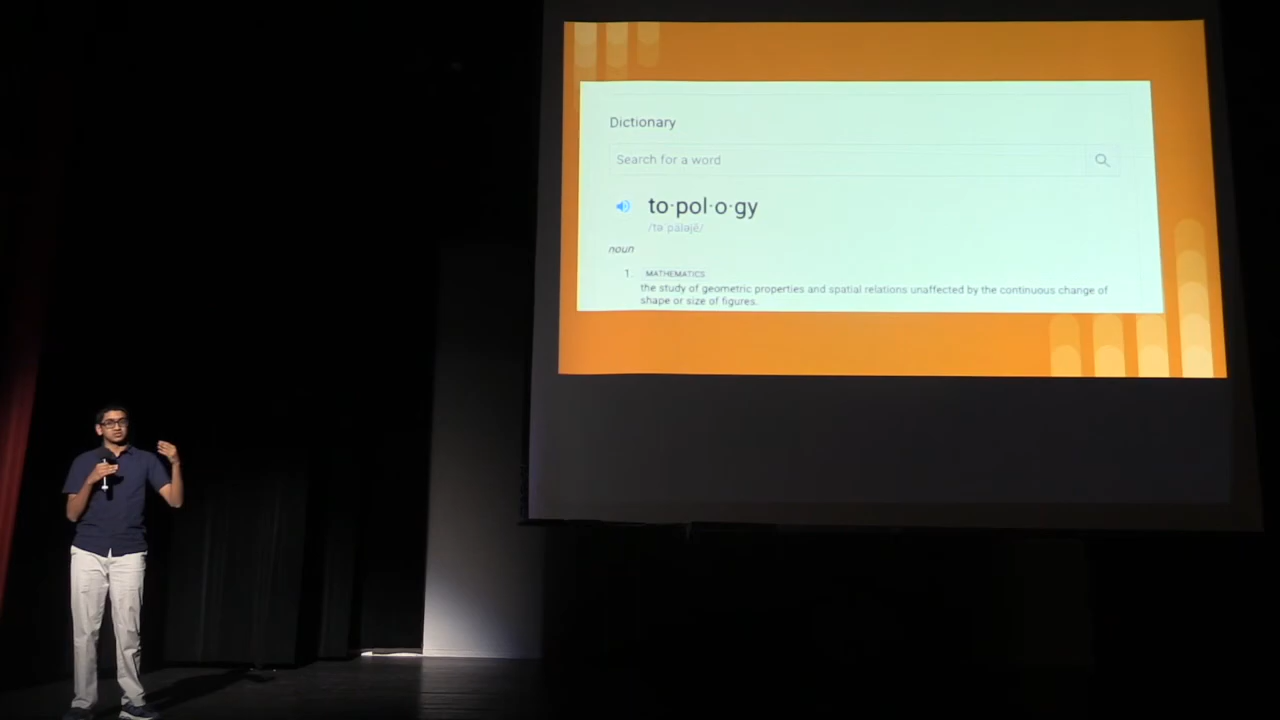 Dictionary
Search for a word
to·pol·o·gy
/təˈpäləjē/
noun
1. MATHEMATICS
the study of geometric properties and spatial relations unaffected by the continuous change of
shape or size of figures.